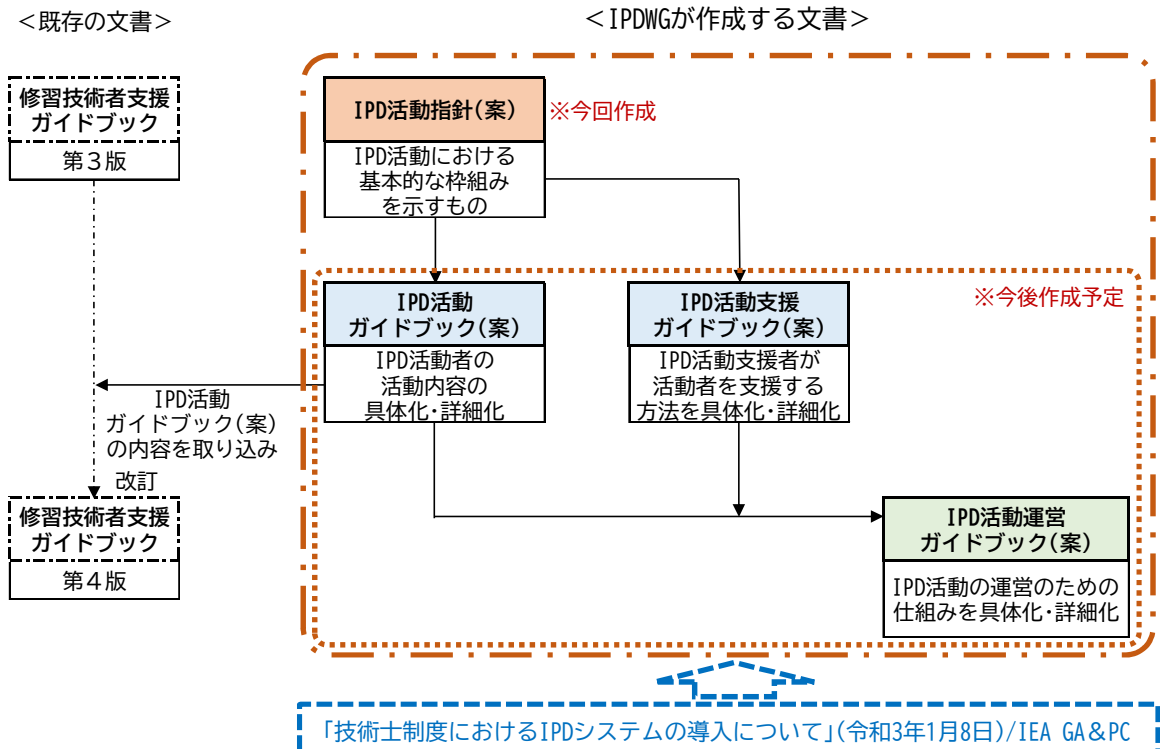 ＜既存の文書＞
＜IPDWGが作成する文書＞
修習技術者支援
ガイドブック
第３版
IPD活動指針(案)
※今回作成
IPD活動における
基本的な枠組み
を示すもの
※今後作成予定
IPD活動
ガイドブック(案)
IPD活動者の
活動内容の
具体化・詳細化
IPD活動支援
ガイドブック(案)
IPD活動支援者が
活動者を支援する
方法を具体化・詳細化
IPD活動
ガイドブック(案)
の内容を取り込み
改訂
修習技術者支援
ガイドブック
第４版
IPD活動運営
ガイドブック(案)
IPD活動の運営のための
仕組みを具体化・詳細化
「技術士制度におけるIPDシステムの導入について」(令和3年1月8日)/IEA GA＆PC